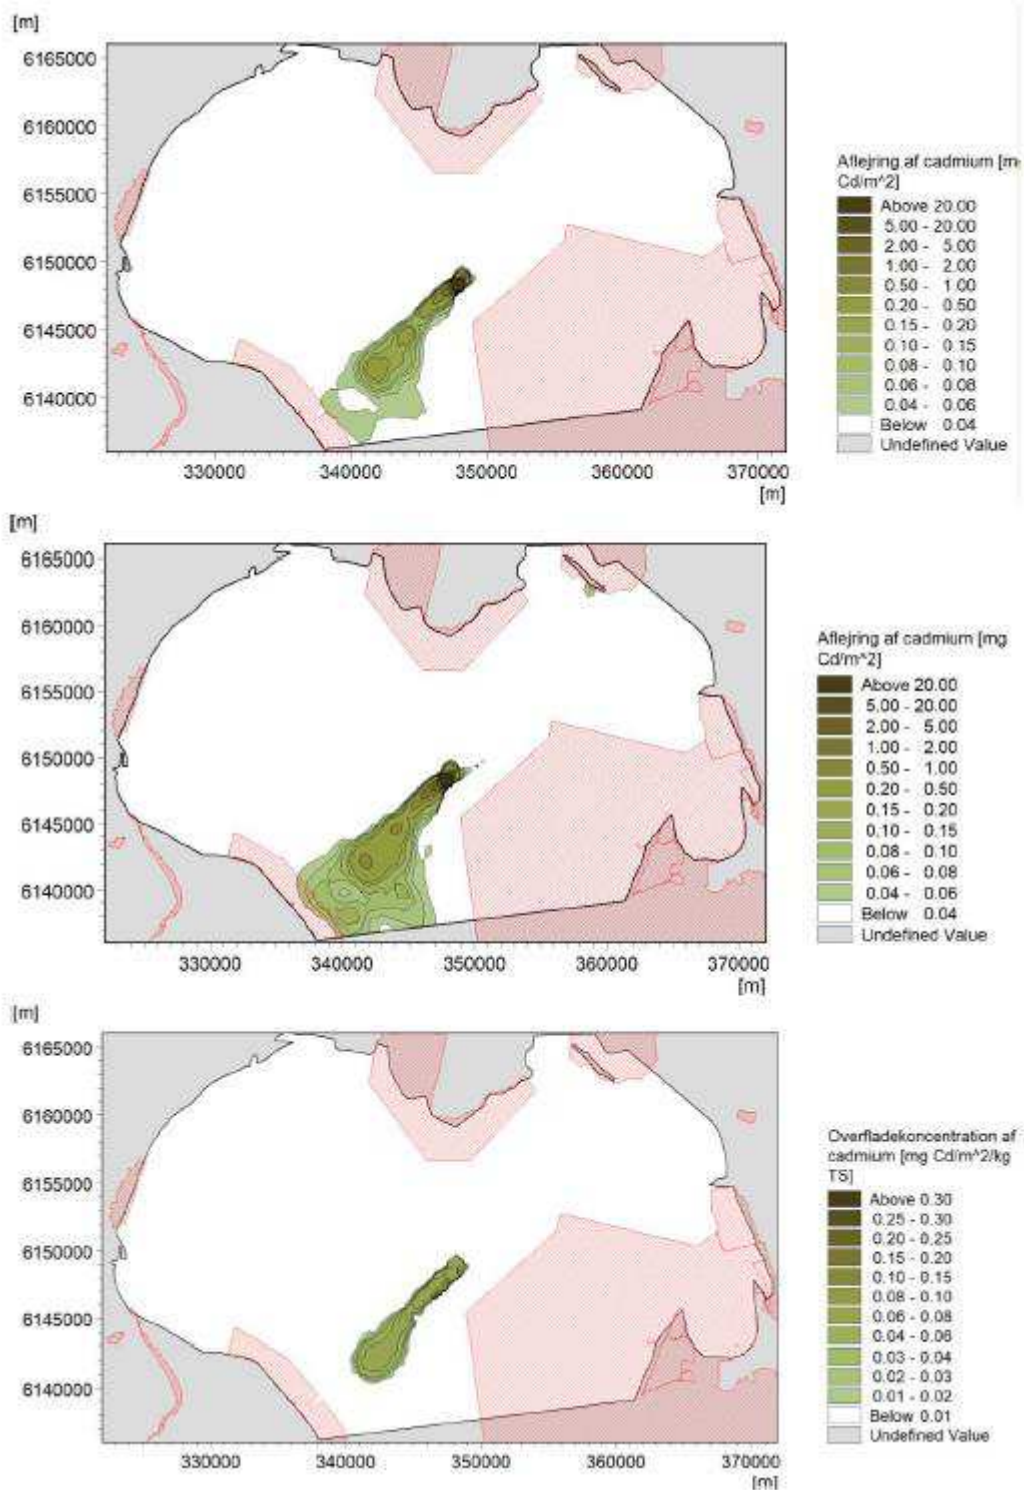 [m]
6165000
6160000
6155000
6150000
6145000
6140000
330000 340000 350000 360000 370000
[m]
Aflejring af cadmium [m
Cd/m^2]
Above 20.00
5.00 - 20.00
2.00 - 5.00
1.00 - 2.00
0.50 - 1.00
0.20 - 0.50
0.15 - 0.20
0.10 - 0.15
0.08 - 0.10
0.06 - 0.08
0.04 - 0.06
Below 0.04
Undefined Value
[m]
6165000
6160000
6155000
6150000
6145000
6140000
330000 340000 350000 360000 370000
[m]
Aflejring af cadmium [mg
Cd/m^2]
Above 20.00
5.00 - 20.00
2.00 - 5.00
1.00 - 2.00
0.50 - 1.00
0.20 - 0.50
0.15 - 0.20
0.10 - 0.15
0.08 - 0.10
0.06 - 0.08
0.04 - 0.06
Below 0.04
Undefined Value
[m]
6165000
6160000
6155000
6150000
6145000
6140000
330000 340000 350000 360000 370000
[m]
Overfladekoncentration af
cadmium [mg Cd/m^2/kg
TS]
Above 0.30
0.25 - 0.30
0.20 - 0.25
0.15 - 0.20
0.10 - 0.15
0.08 - 0.10
0.06 - 0.08
0.04 - 0.06
0.03 - 0.04
0.02 - 0.03
0.01 - 0.02
Below 0.01
Undefined Value